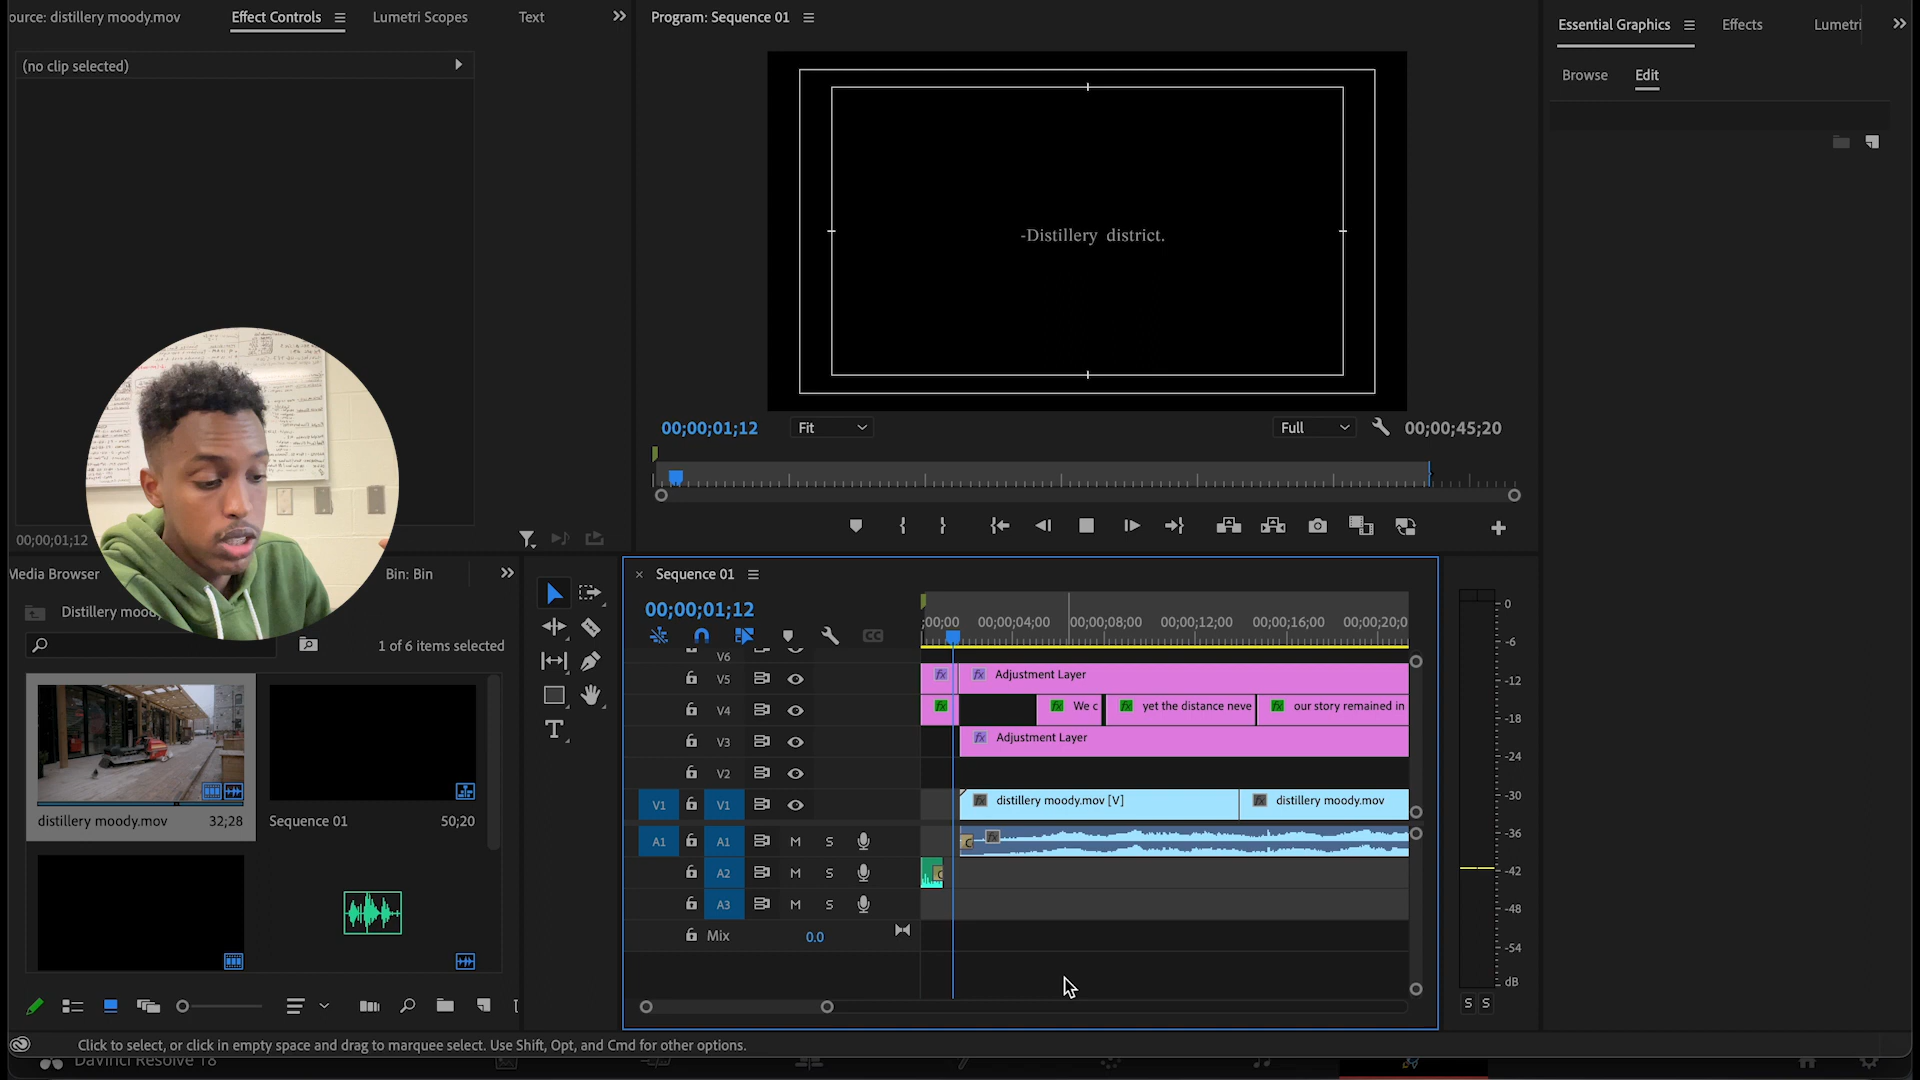 ource: distillery moody.mov
Effect Controls
Lumetri Scopes
Text
Program: Sequence 01
Essential Graphics
Effects
Lumetri
(no clip selected)
Browse
Edit
-Distillery district.
00;00;01;12
Fit
Full
00;00;45;20
00;00;01;12
Media Browser
Bin: Bin
Distillery moo
1 of 6 items selected
distillery moody.mov
32;28
Sequence 01
50;20
Sequence 01
00;00;01;12
;00;00
00;00;04;00
00;00;08;00
00;00;12;00
00;00;16;00
00;00;20;0
V6
V5
Adjustment Layer
V4
We c
yet the distance neve
our story remained in
V3
Adjustment Layer
V2
V1
V1
distillery moody.mov [V]
distillery moody.mov
A1
A1
M
S
A2
M
S
A3
M
S
Mix
0.0
0
-6
-12
-18
-24
-30
-36
-42
-48
-54
dB
S
S
Click to select, or click in empty space and drag to marquee select. Use Shift, Opt, and Cmd for other options.
DaVinci Resolve 18